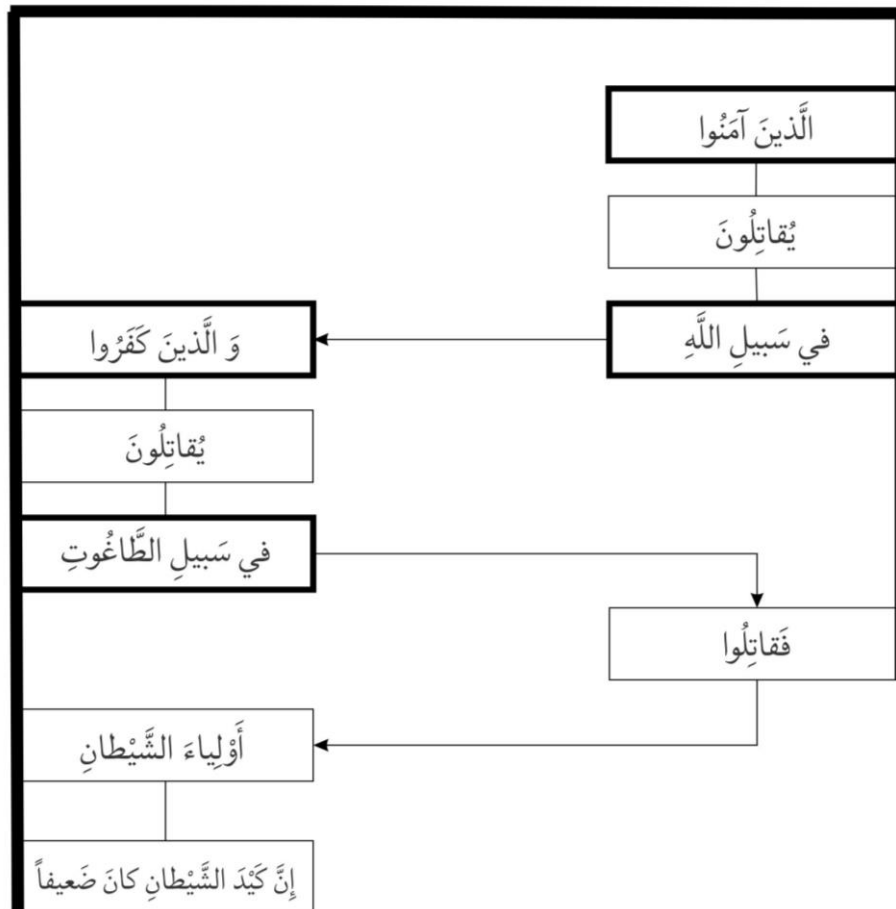 الَّذينَ آمَنُوا
يُقاتِلُونَ
في سَبيلِ اللَّهِ
وَ الَّذينَ كَفَرُوا
يُقاتِلُونَ
في سَبيلِ الطَّاغُوتِ
فَقاتِلُوا
أَوْلِياءَ الشَّيْطانِ
إِنَّ كَيْدَ الشَّيْطانِ كانَ ضَعيفاً